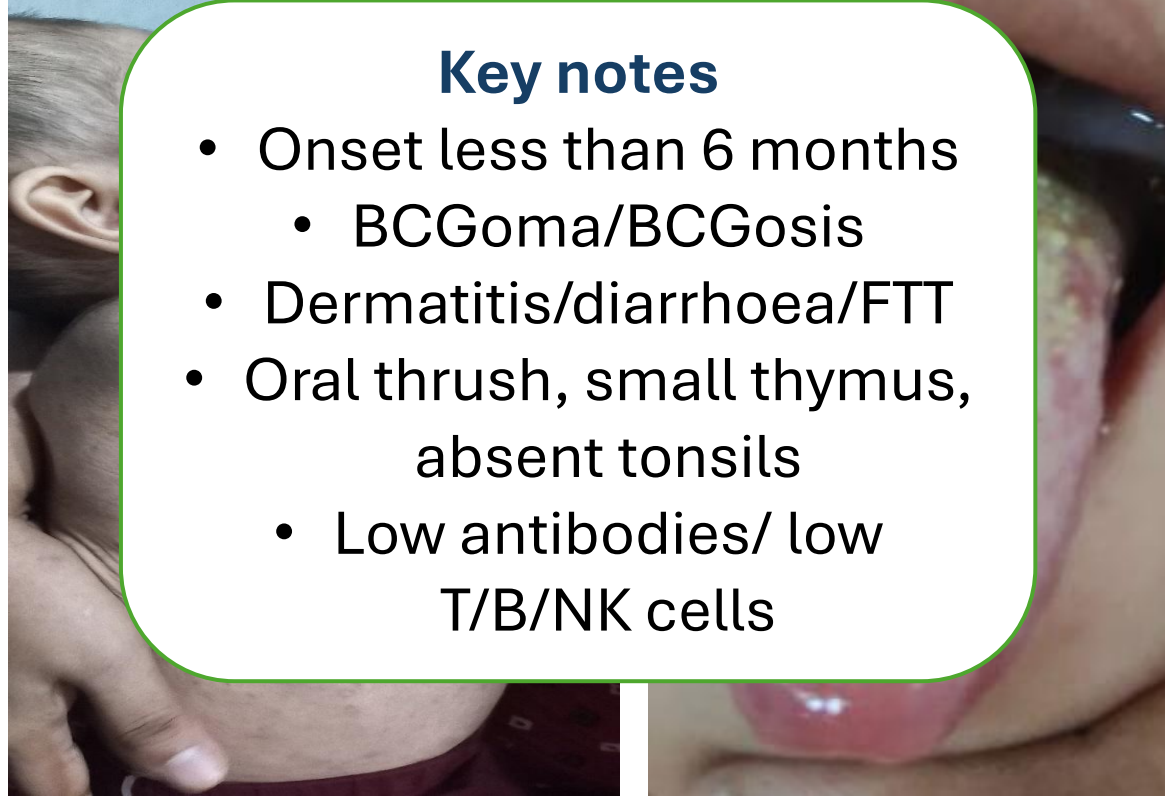 Key notes
• Onset less than 6 months
• BCGoma/BCGosis
• Dermatitis/diarrhoea/FTT
• Oral thrush, small thymus,
absent tonsils
• Low antibodies/ low
T/B/NK cells